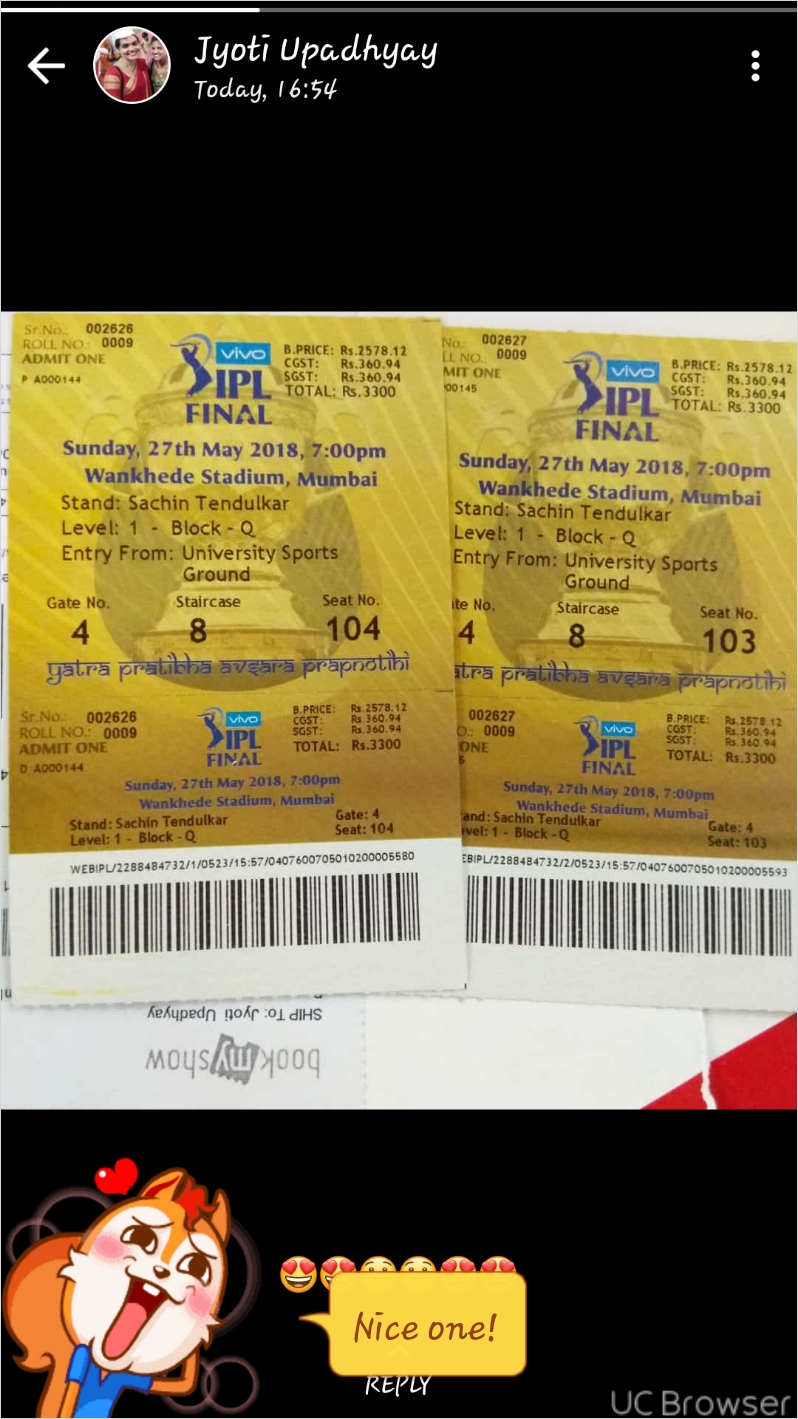 Jyoti Upadhyay
Today, 16:54
Sr.No.: 002626
ROLL NO.: 0009
ADMIT ONE
P A000144
vivo
IPL
FINAL
B.PRICE: Rs.2578.12
CGST: Rs.360.94
SGST: Rs.360.94
TOTAL: Rs.3300
Sunday, 27th May 2018, 7:00pm
Wankhede Stadium, Mumbai
Stand: Sachin Tendulkar
Level: 1 - Block - Q
Entry From: University Sports
Ground
Gate No. Staircase Seat No.
4 8 104
yatra pratibha avsara prapnotihi
Sr.No.: 002626
ROLL NO.: 0009
ADMIT ONE
D A000144
vivo
IPL
FINAL
B.PRICE: Rs.2578.12
CGST: Rs.360.94
SGST: Rs.360.94
TOTAL: Rs.3300
Sunday, 27th May 2018, 7:00pm
Wankhede Stadium, Mumbai
Stand: Sachin Tendulkar
Level: 1 - Block - Q
Gate: 4
Seat: 104
WEBIPL/2288484732/1/0523/15:57/0407600705010200005580
No.: 002627
LL NO.: 0009
MIT ONE
00145
vivo
IPL
FINAL
B.PRICE: Rs.2578.12
CGST: Rs.360.94
SGST: Rs.360.94
TOTAL: Rs.3300
Sunday, 27th May 2018, 7:00pm
Wankhede Stadium, Mumbai
Stand: Sachin Tendulkar
Level: 1 - Block - Q
Entry From: University Sports
Ground
te No. Staircase Seat No.
4 8 103
atra pratibha avsara prapnotihi
002627
O.: 0009
ONE
vivo
IPL
FINAL
B.PRICE: Rs.2578.12
CGST: Rs.360.94
SGST: Rs.360.94
TOTAL: Rs.3300
Sunday, 27th May 2018, 7:00pm
Wankhede Stadium, Mumbai
and: Sachin Tendulkar
vel: 1 - Block - Q
Gate: 4
Seat: 103
EBIPL/2288484732/2/0523/15:57/0407600705010200005593
SHIP To: Jyoti Upadhyay
bookmyshow
Nice one!
REPLY
UC Browser